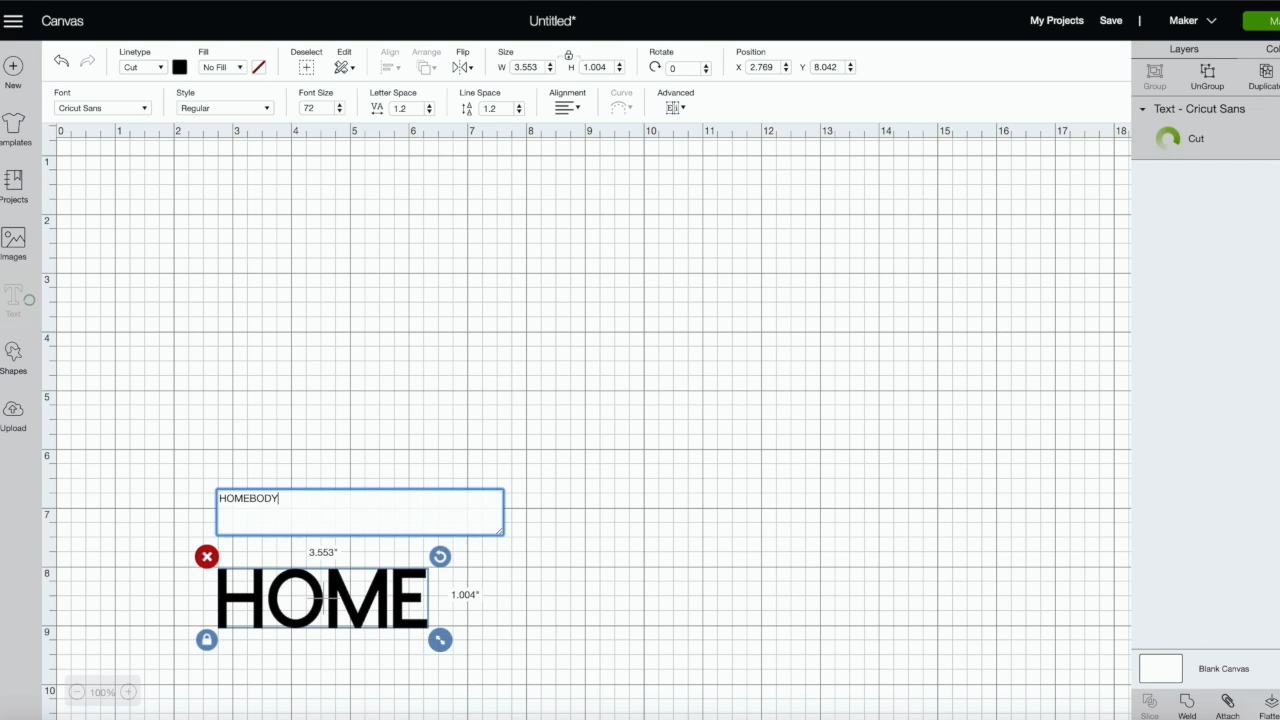 Canvas
Untitled*
My Projects Save | Maker
Linetype Fill Deselect Edit Align Arrange Flip Size Rotate Position
Cut No Fill W 3.553 H 1.004 0 X 2.769 Y 8.042
Font Style Font Size Letter Space Line Space Alignment Curve Advanced
Cricut Sans Regular 72 VA 1.2 1.2
New
emplates
Projects
Images
Text
Shapes
Upload
0 1 2 3 4 5 6 7 8 9 10 11 12 13 14 15 16 17 18
1
2
3
4
5
6
7
8
9
10
HOMEBODY
3.553"
HOME
1.004"
100%
Layers Co
Group UnGroup Duplicate
Text - Cricut Sans
Cut
Blank Canvas
Slice Weld Attach Flatte